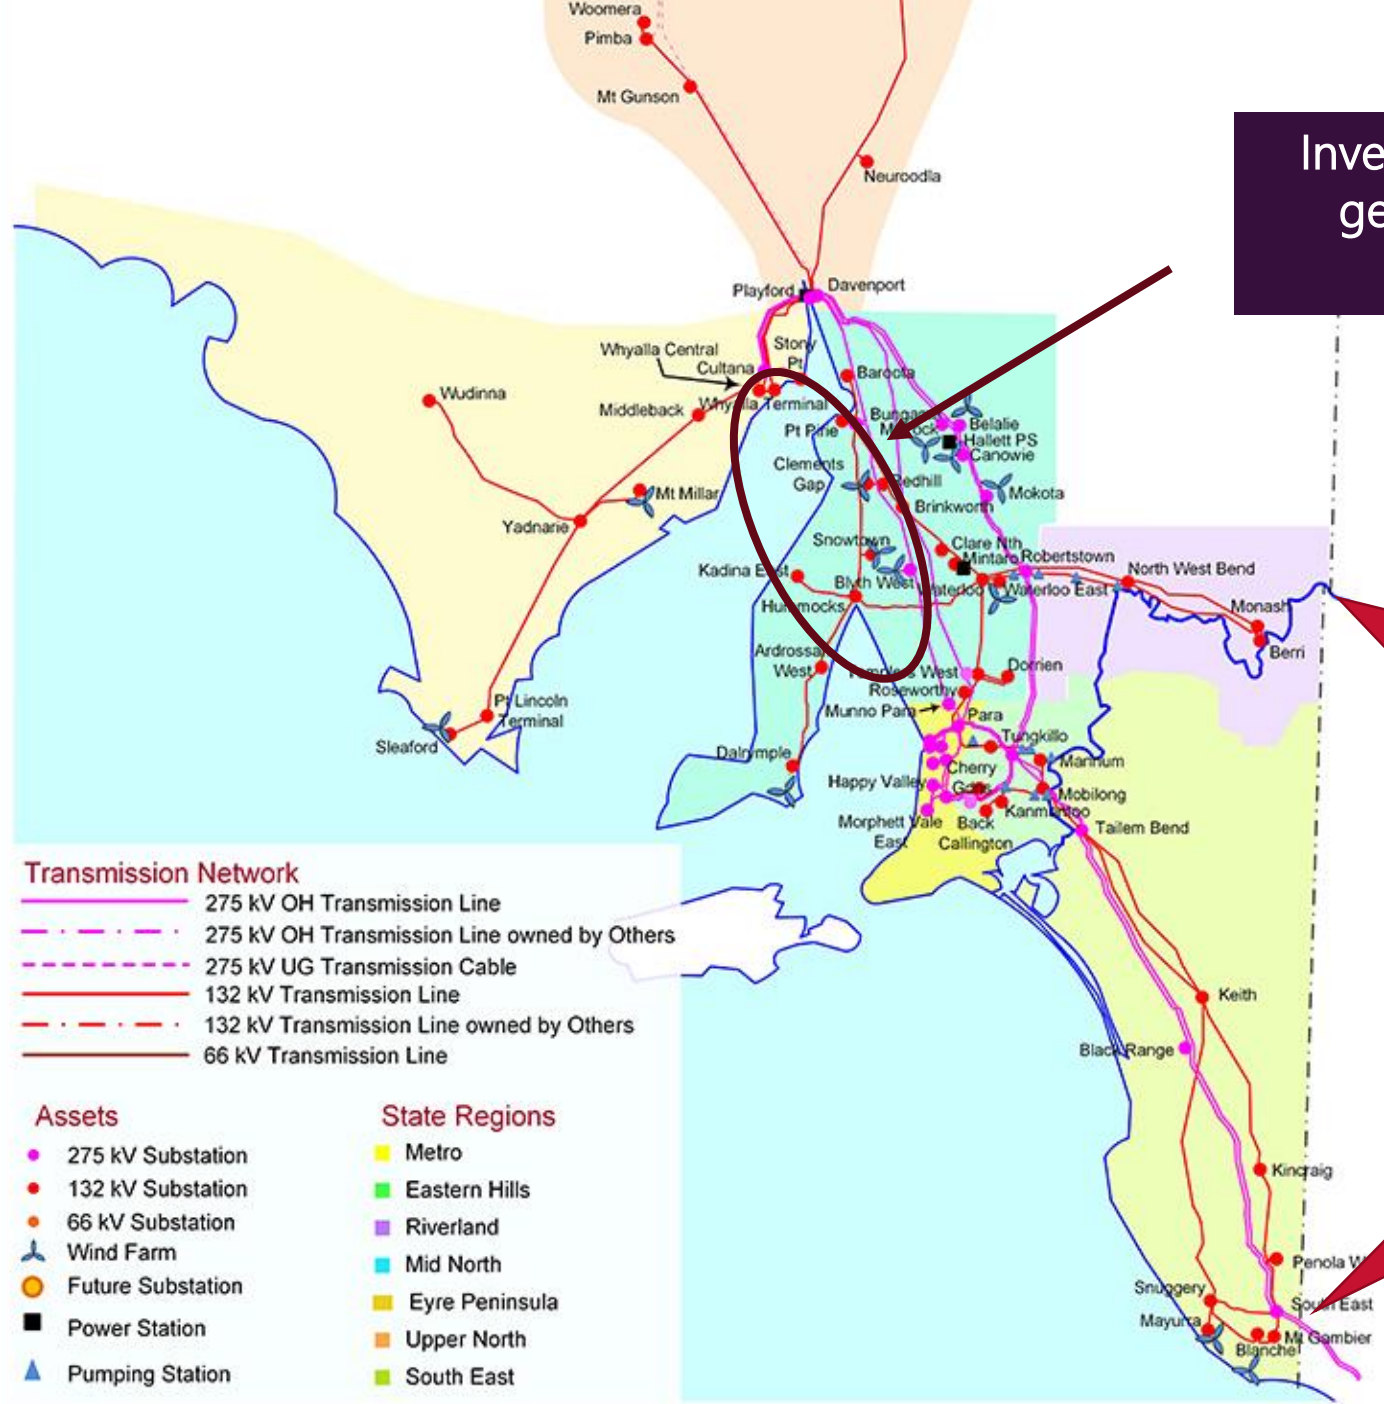 Woomera
Pimba
Mt Gunson
Neuroodla
Inve
ge
Playford
Davenport
Stony
Pt
Whyalla Central
Cultana
Baroota
Wudinna
Middleback
Whyalla Terminal
Pt Pirie
Belalie
Hallett PS
Canowie
Clements
Gap
Redhill
Mt Millar
Mokota
Brinkworth
Yadnarie
Snowtown
Clare Nth
Mintaro
Robertstown
Kadina East
Blyth West
Waterloo
Waterloo East
North West Bend
Hummocks
Monash
Berri
Ardrossan
West
Templers West
Dorrien
Roseworthy
Munno Para
Para
Pt Lincoln
Terminal
Sleaford
Tungkillo
Dalrymple
Mannum
Happy Valley
Cherry
Gdns
Mobilong
Kanmantoo
Morphett Vale
East
Back
Callington
Tailem Bend
Keith
Black Range
Kincraig
Penola W
Snuggery
South East
Mayurra
Mt Gambier
Blanche
Transmission Network
275 kV OH Transmission Line
275 kV OH Transmission Line owned by Others
275 kV UG Transmission Cable
132 kV Transmission Line
132 kV Transmission Line owned by Others
66 kV Transmission Line
Assets
275 kV Substation
132 kV Substation
66 kV Substation
Wind Farm
Future Substation
Power Station
Pumping Station
State Regions
Metro
Eastern Hills
Riverland
Mid North
Eyre Peninsula
Upper North
South East